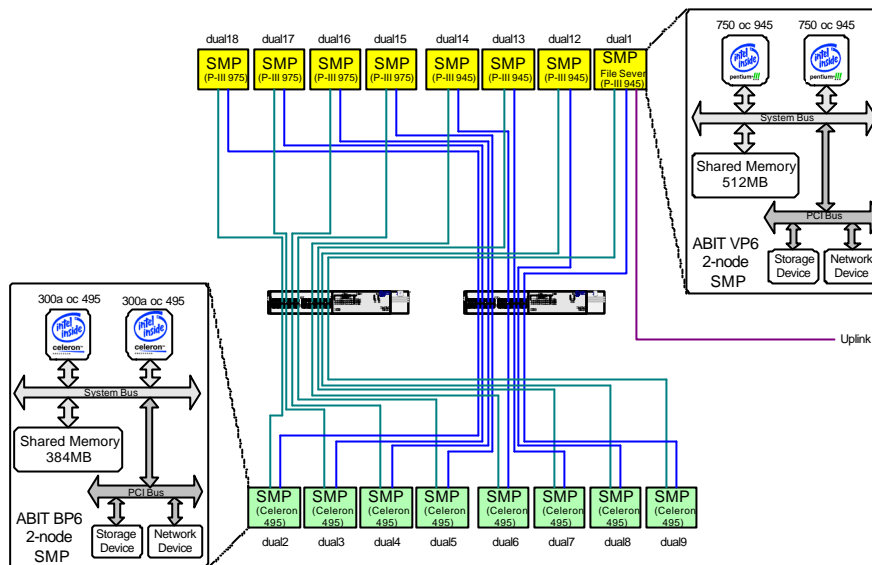 dual18
dual17
dual16
dual15
dual14
dual13
dual12
dual1
SMP
(P-III 975)
SMP
(P-III 975)
SMP
(P-III 975)
SMP
(P-III 975)
SMP
(P-III 945)
SMP
(P-III 945)
SMP
(P-III 945)
SMP
File Sever
(P-III 945)
750 oc 945
750 oc 945
intel
inside
pentium
intel
inside
pentium
System Bus
Shared Memory
512MB
PCI Bus
ABIT VP6
2-node
SMP
Storage
Device
Network
Device
Uplink
300a oc 495
300a oc 495
intel
inside
celeron
intel
inside
celeron
System Bus
Shared Memory
384MB
PCI Bus
ABIT BP6
2-node
SMP
Storage
Device
Network
Device
SMP
(Celeron
495)
SMP
(Celeron
495)
SMP
(Celeron
495)
SMP
(Celeron
495)
SMP
(Celeron
495)
SMP
(Celeron
495)
SMP
(Celeron
495)
SMP
(Celeron
495)
dual2
dual3
dual4
dual5
dual6
dual7
dual8
dual9